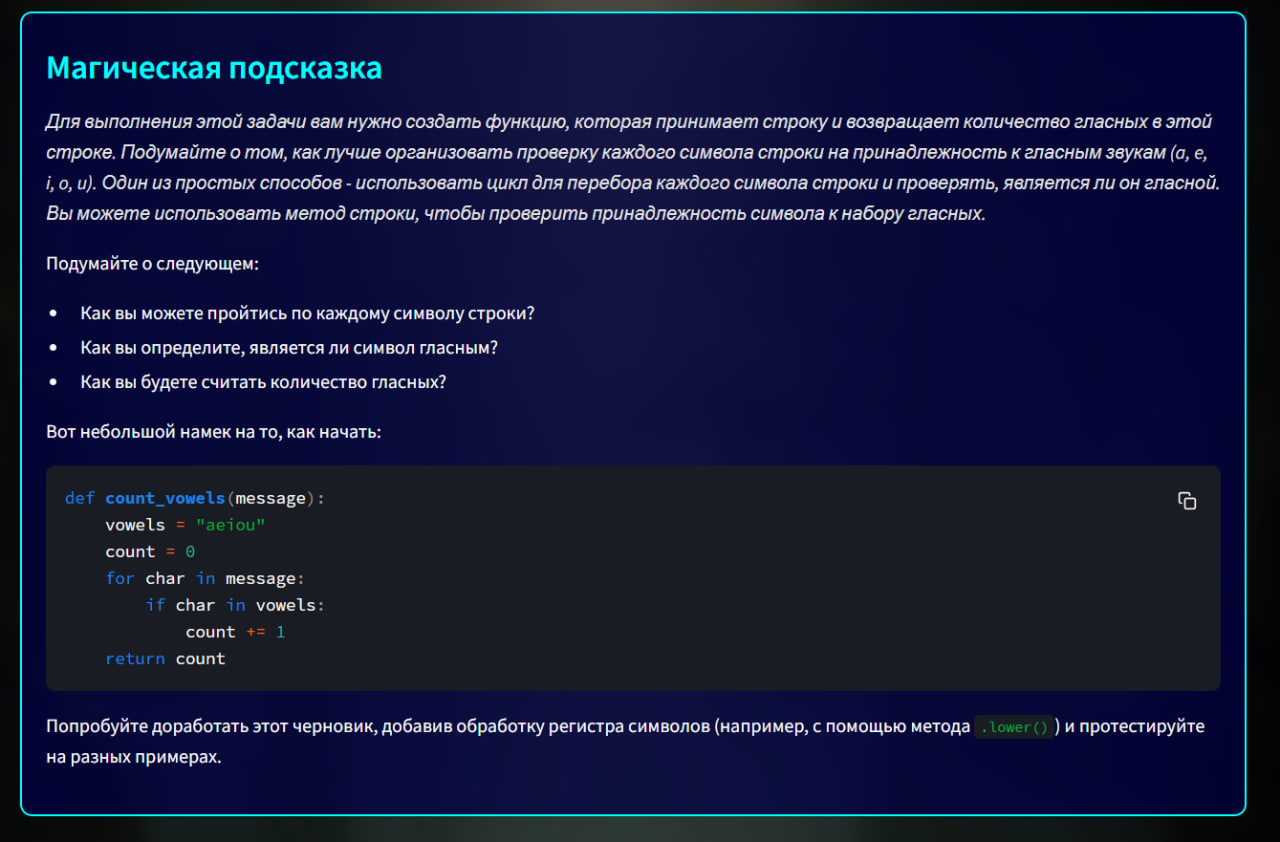 Магическая подсказка
Для выполнения этой задачи вам нужно создать функцию, которая принимает строку и возвращает количество гласных в этой
строке. Подумайте о том, как лучше организовать проверку каждого символа строки на принадлежность к гласным звукам (a, e,
i, o, u). Один из простых способов - использовать цикл для перебора каждого символа строки и проверять, является ли он гласной.
Вы можете использовать метод строки, чтобы проверить принадлежность символа к набору гласных.
Подумайте о следующем:
• Как вы можете пройтись по каждому символу строки?
• Как вы определите, является ли символ гласным?
• Как вы будете считать количество гласных?
Вот небольшой намек на то, как начать:
def count_vowels(message):
    vowels = "aeiou"
    count = 0
    for char in message:
        if char in vowels:
            count += 1
    return count
Попробуйте доработать этот черновик, добавив обработку регистра символов (например, с помощью метода .lower() ) и протестируйте
на разных примерах.